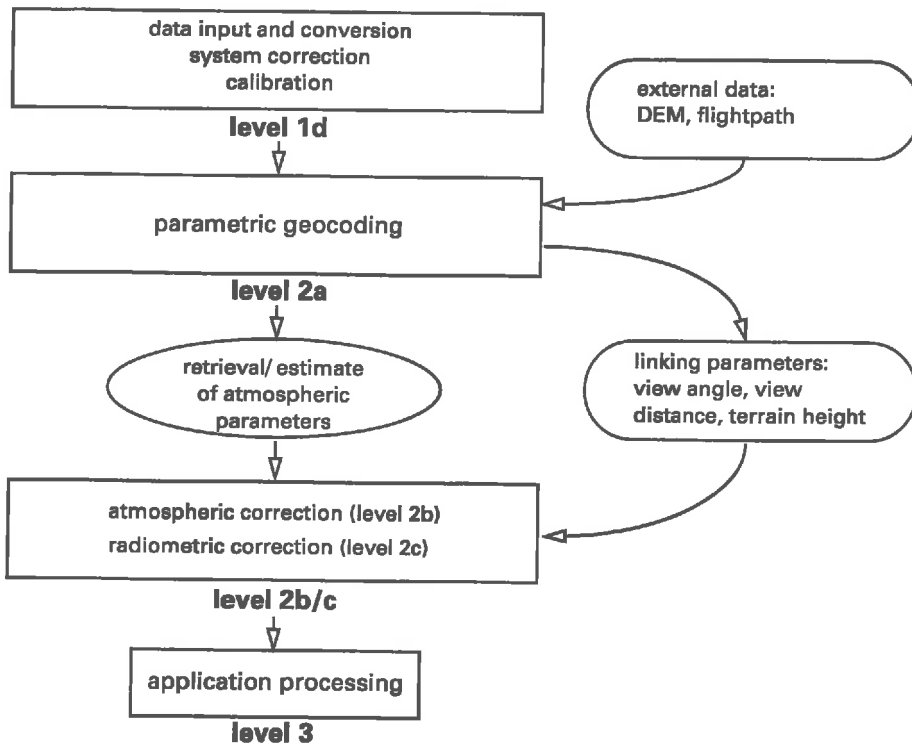 data input and conversion
system correction
calibration
level 1d
external data:
DEM, flightpath
parametric geocoding
level 2a
retrieval/ estimate
of atmospheric
parameters
linking parameters:
view angle, view
distance, terrain height
atmospheric correction (level 2b)
radiometric correction (level 2c)
level 2b/c
application processing
level 3